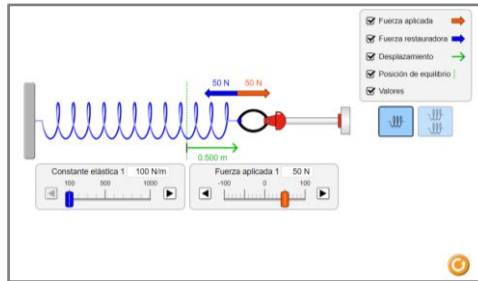 Fuerza aplicada
Fuerza restauradora
Desplazamiento
Posición de equilibrio
Valores
50 N 50 N
0.500 m
Constante elástica 1 100 N/m
100 500 1000
Fuerza aplicada 1 50 N
-100 0 100